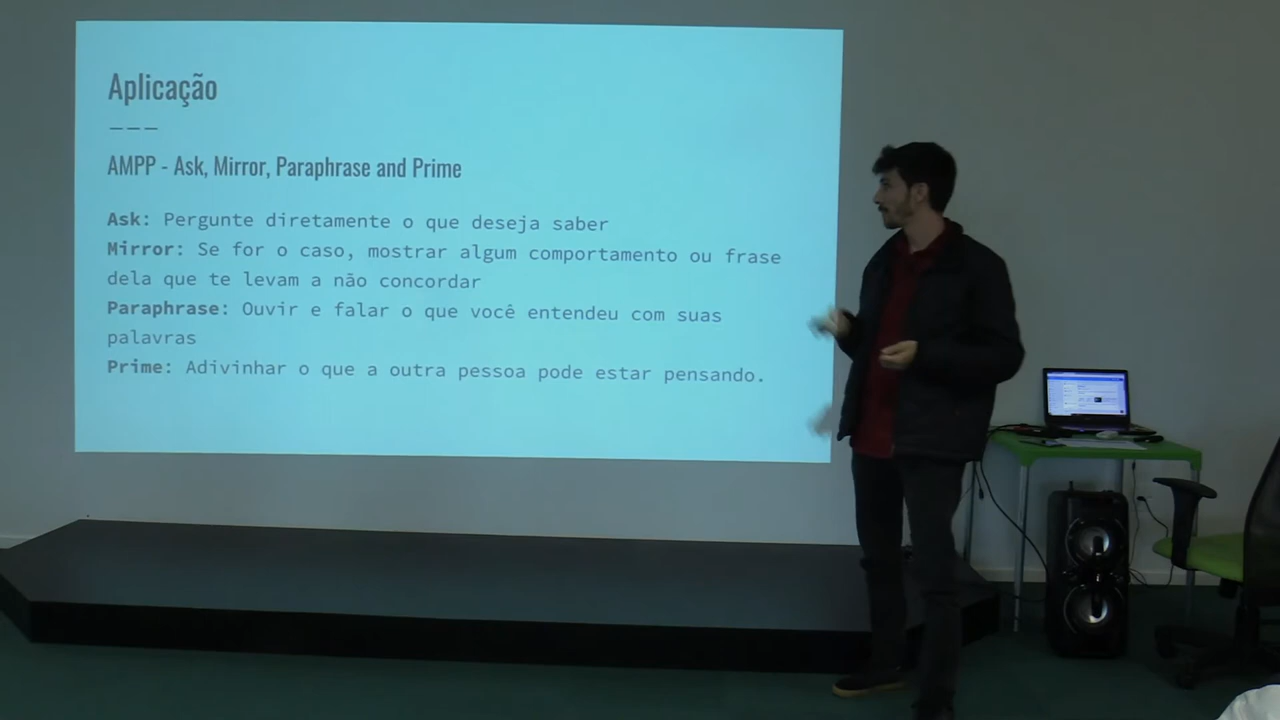 Aplicação
———
AMPP - Ask, Mirror, Paraphrase and Prime
Ask: Pergunte diretamente o que deseja saber
Mirror: Se for o caso, mostrar algum comportamento ou frase
dela que te levam a não concordar
Paraphrase: Ouvir e falar o que você entendeu com suas
palavras
Prime: Adivinhar o que a outra pessoa pode estar pensando.